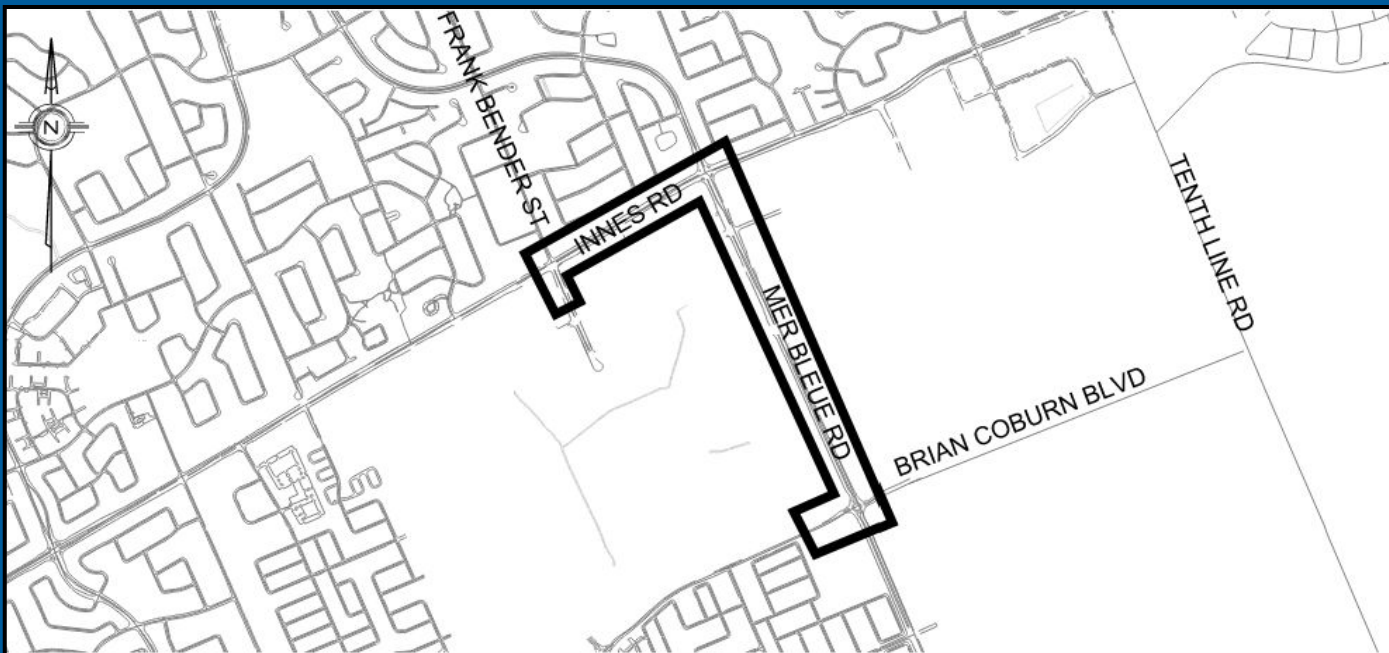 FRANK BENDER ST
N
INNES RD
TENTH LINE RD
MER BLEUE RD
BRIAN COBURN BLVD